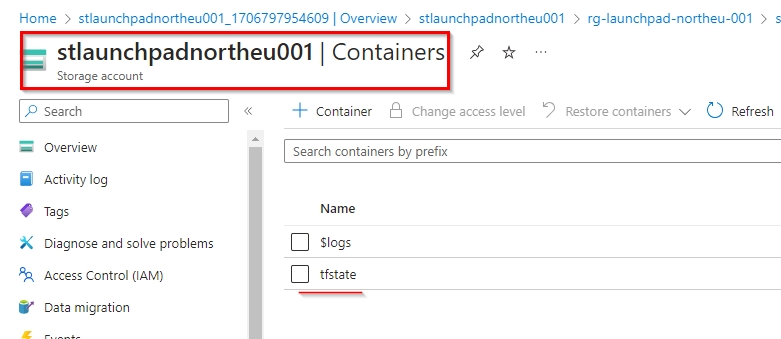 Home > stlaunchpadnortheu001_1706797954609 | Overview > stlaunchpadnortheu001 > rg-launchpad-northeu-001 >
stlaunchpadnortheu001 | Containers
Storage account
Search
Container Change access level Restore containers Refresh
Overview
Search containers by prefix
Activity log
Tags
Name
Diagnose and solve problems
$logs
Access Control (IAM)
tfstate
Data migration
Events